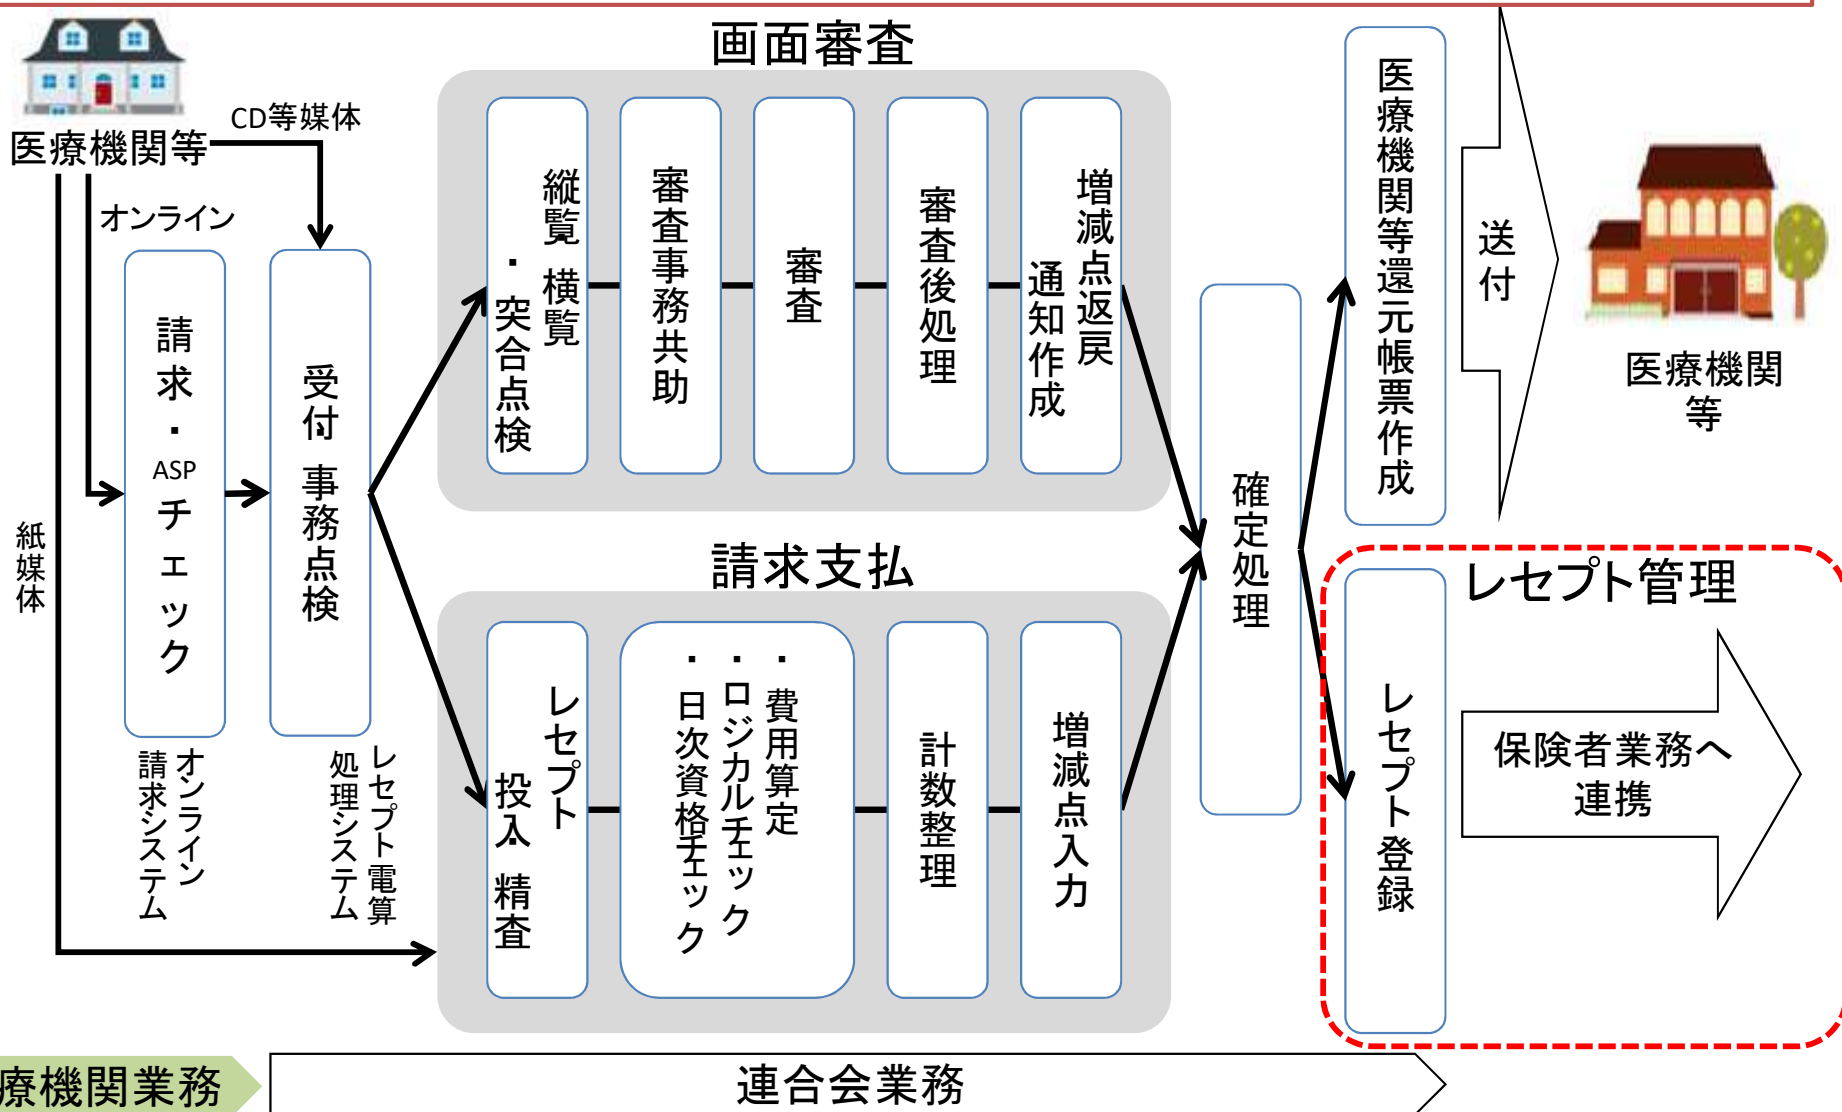 画面審査
医療機関等
CD等媒体
オンライン
紙媒体
請求・
ASP
チェック
オンライン
請求システム
受付・事務点検
レセプト電算
処理システム
縦覧・横覧
・突合点検
審査事務共助
審査
審査後処理
増減点返戻
通知作成
請求支払
レセプト
投入・精査
・費用算定
・ロジカルチェック
・日次資格チェック
計数整理
増減点入力
確定処理
医療機関等還元帳票作成
送付
医療機関
等
レセプト管理
レセプト登録
保険者業務へ
連携
療機関業務
連合会業務